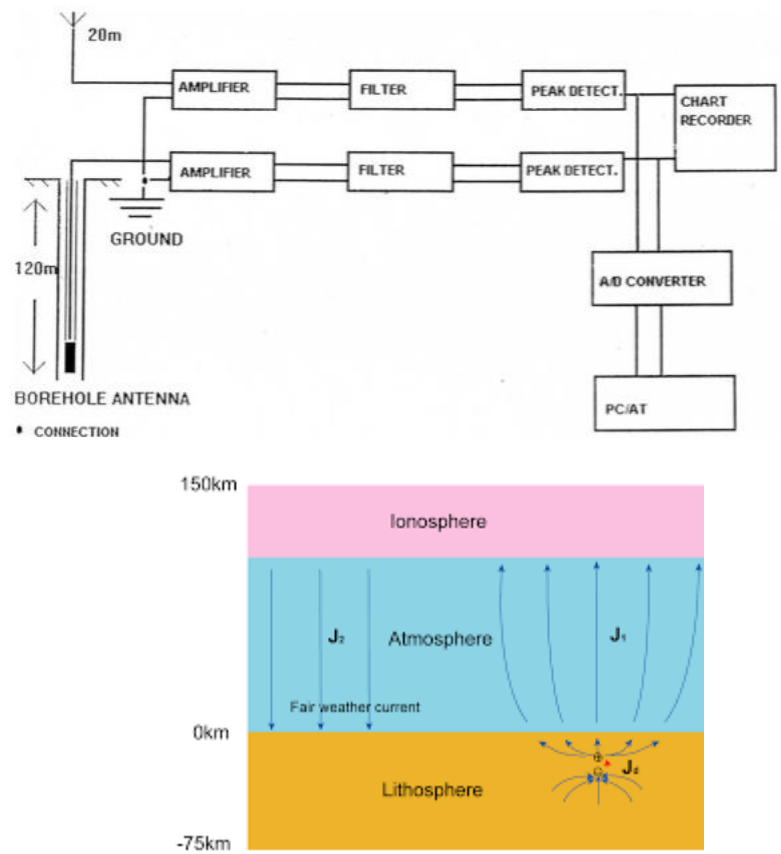 20m
AMPLIFIER
FILTER
PEAK DETECT.
CHART
RECORDER
AMPLIFIER
FILTER
PEAK DETECT.
GROUND
120m
A/D CONVERTER
BOREHOLE ANTENNA
PC/AT
• CONNECTION
150km
Ionosphere
J₂
Atmosphere
J₁
Fair weather current
0km
J
Lithosphere
-75km